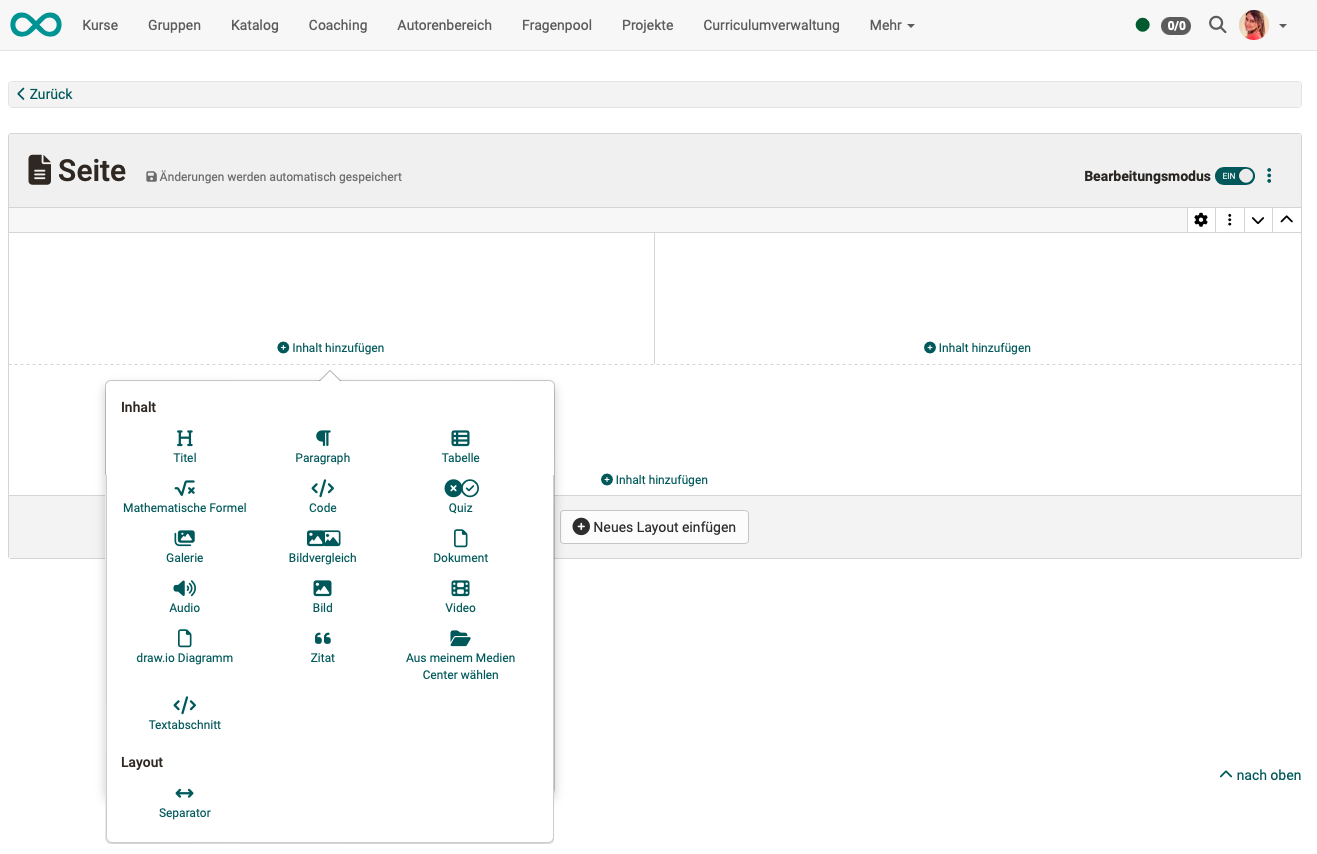 Kurse Gruppen Katalog Coaching Autorenbereich Fragenpool Projekte Curriculumverwaltung Mehr 0/0
Zurück
Seite Änderungen werden automatisch gespeichert Bearbeitungsmodus EIN
Inhalt hinzufügen Inhalt hinzufügen
Inhalt
Titel Paragraph Tabelle
Inhalt hinzufügen
Mathematische Formel Code Quiz
Neues Layout einfügen
Galerie Bildvergleich Dokument
Audio Bild Video
draw.io Diagramm Zitat Aus meinem Medien
Center wählen
Textabschnitt
Layout
Separator
nach oben